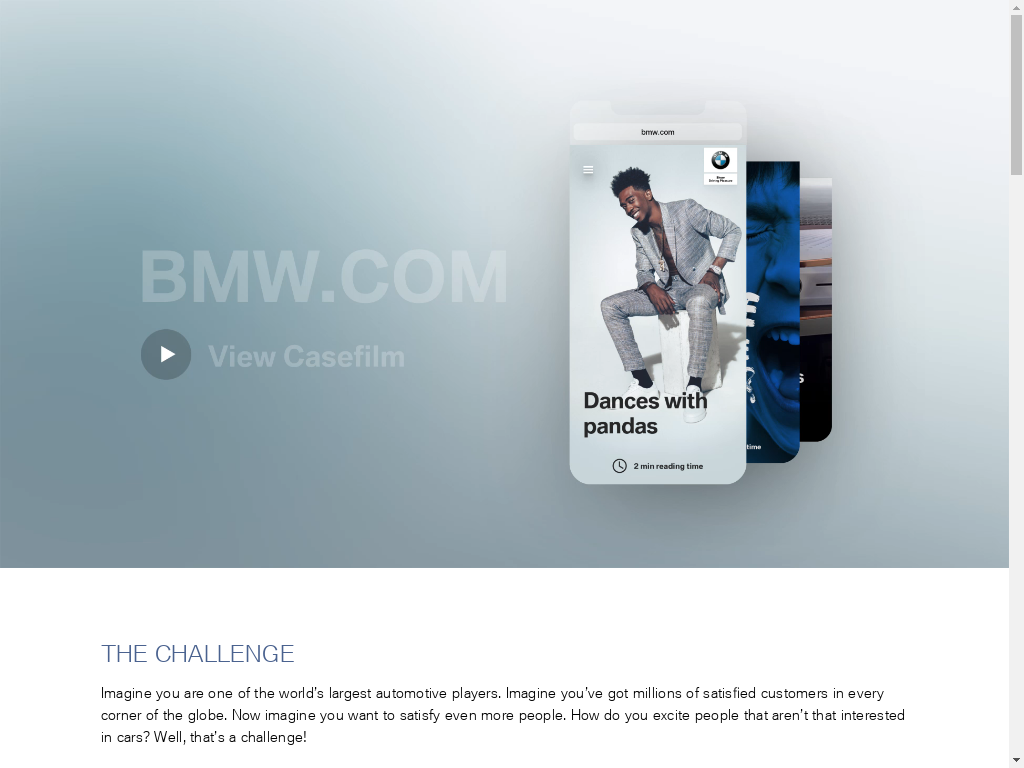 bmw.com
BMW.COM
View Casefilm
Dances with
pandas
2 min reading time
time
s
THE CHALLENGE
Imagine you are one of the world's largest automotive players. Imagine you've got millions of satisfied customers in every
corner of the globe. Now imagine you want to satisfy even more people. How do you excite people that aren't that interested
in cars? Well, that's a challenge!